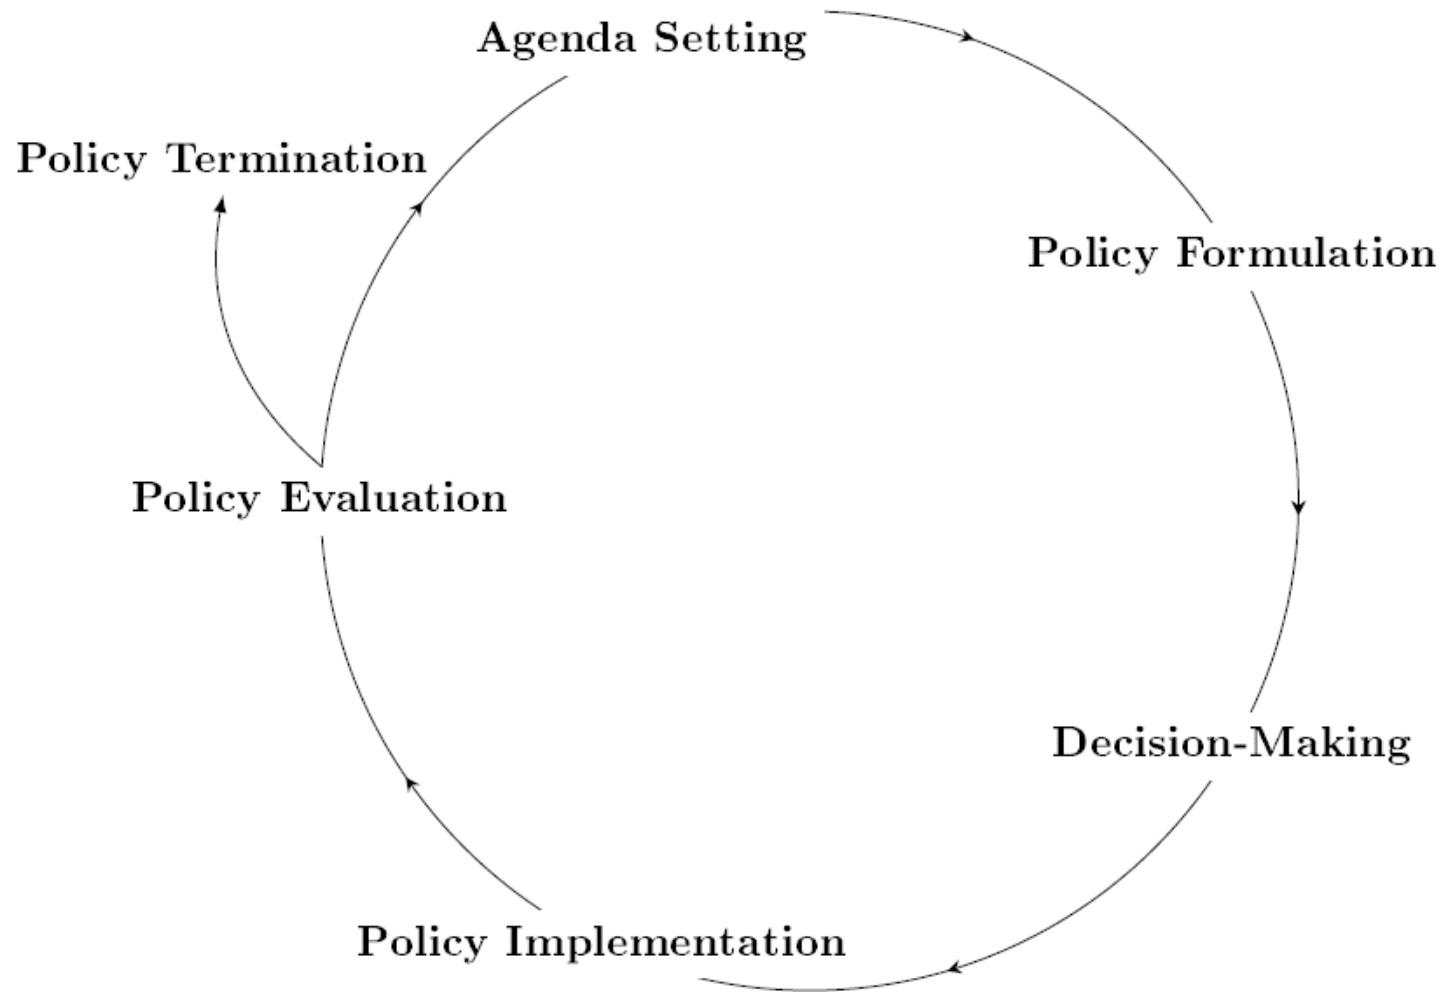 Agenda Setting
Policy Termination
Policy Formulation
Policy Evaluation
Decision-Making
Policy Implementation